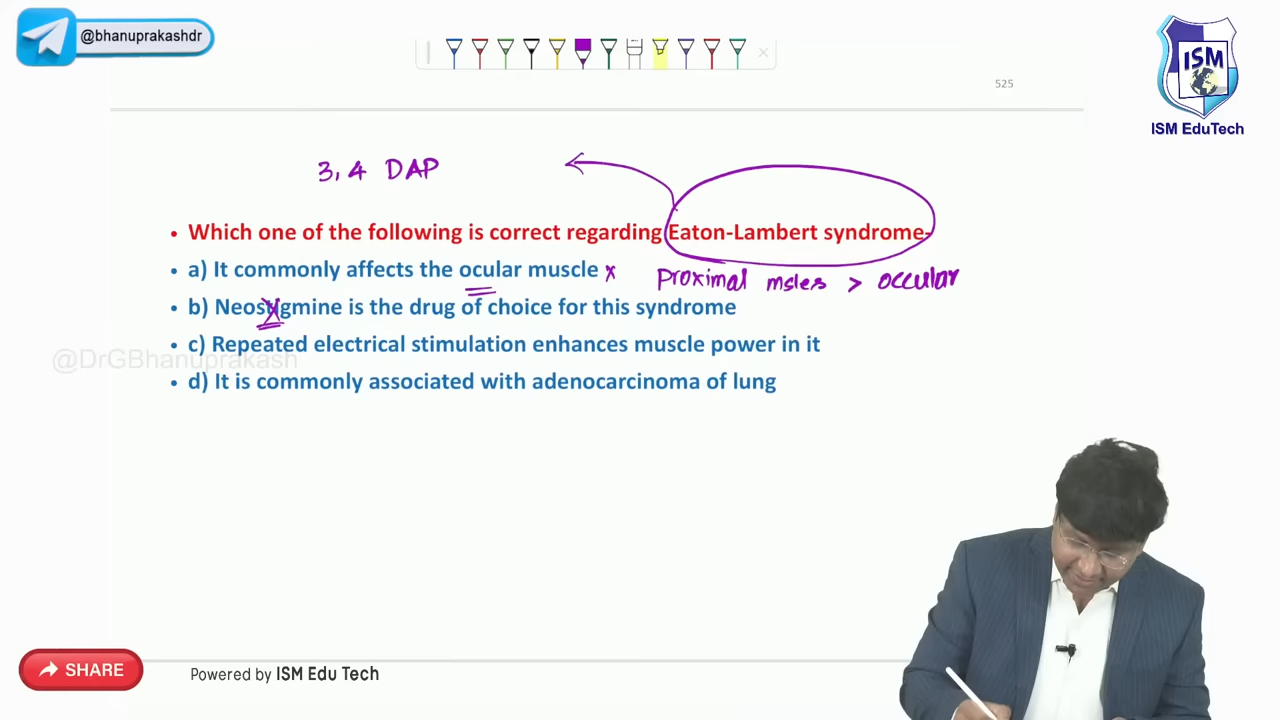 @bhanuprakashdr
525
ISM
ISM EduTech
3, 4 DAP
• Which one of the following is correct regarding Eaton-Lambert syndrome-
• a) It commonly affects the ocular muscle x proximal msles > occular
• b) Neostigmine is the drug of choice for this syndrome
• c) Repeated electrical stimulation enhances muscle power in it
@DrGBhanuprakash
• d) It is commonly associated with adenocarcinoma of lung
SHARE
Powered by ISM Edu Tech